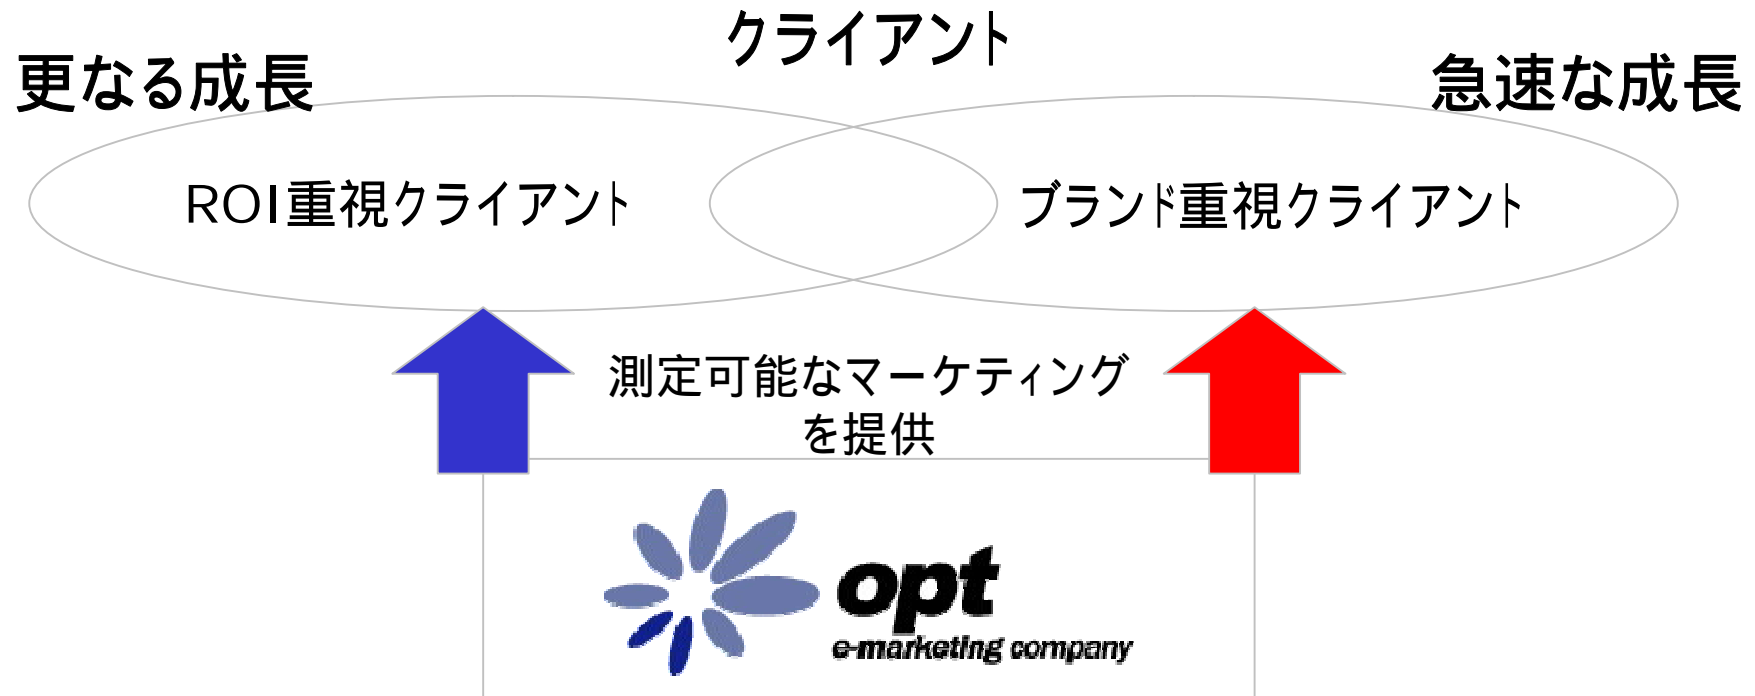 クライアント
更なる成長
急速な成長
ROI重視クライアント
ブランド重視クライアント
測定可能なマーケティング
を提供
opt
e-marketing company